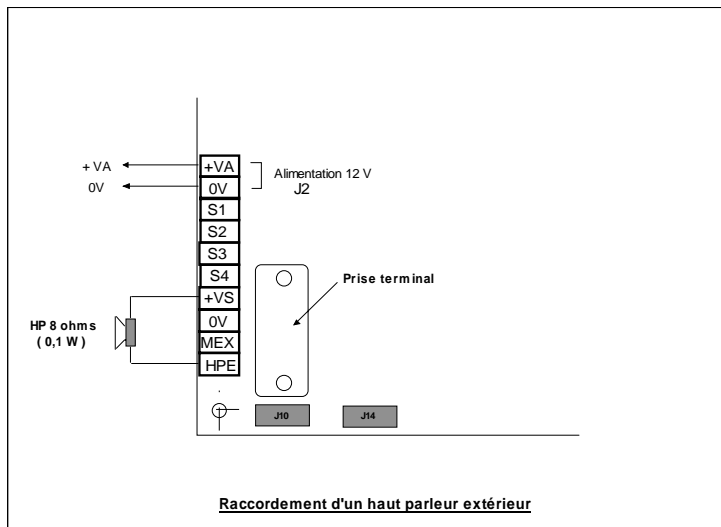 + VA
0V
+VA
0V
S1
S2
S3
S4
+VS
0V
MEX
HPE
Alimentation 12 V
J2
Prise terminal
HP 8 ohms
( 0,1 W )
J10
J14
Raccordement d'un haut parleur extérieur